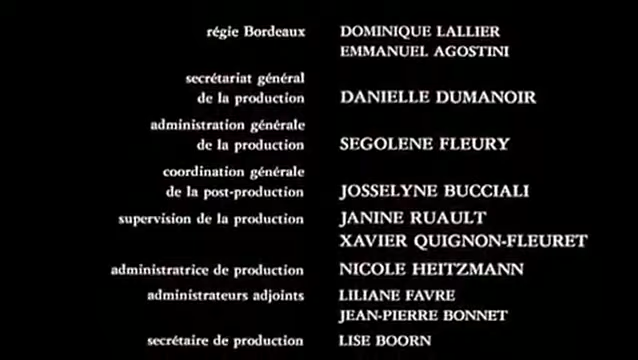 régie Bordeaux DOMINIQUE LALLIER
EMMANUEL AGOSTINI
secrétariat général
de la production DANIELLE DUMANOIR
administration générale
de la production SEGOLENE FLEURY
coordination générale
de la post-production JOSSELYNE BUCCIALI
supervision de la production JANINE RUAULT
XAVIER QUIGNON-FLEURET
administratrice de production NICOLE HEITZMANN
administrateurs adjoints LILIANE FAVRE
JEAN-PIERRE BONNET
secrétaire de production LISE BOORN